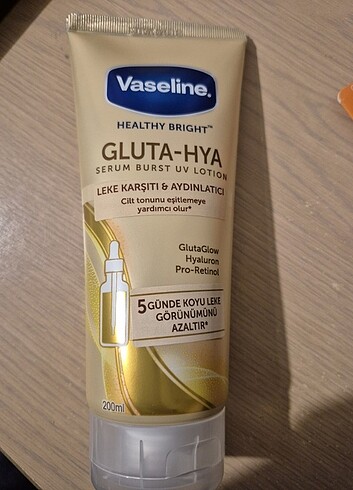 Vaseline.
HEALTHY BRIGHT™
GLUTA-HYA
SERUM BURST UV LOTION
LEKE KARŞITI & AYDINLATICI
Cilt tonunu eşitlemeye
yardımcı olur*
GlutaGlow
Hyaluron
Pro-Retinol
5 GÜNDE KOYU LEKE
GÖRÜNÜMÜNÜ
AZALTIR*
200ml